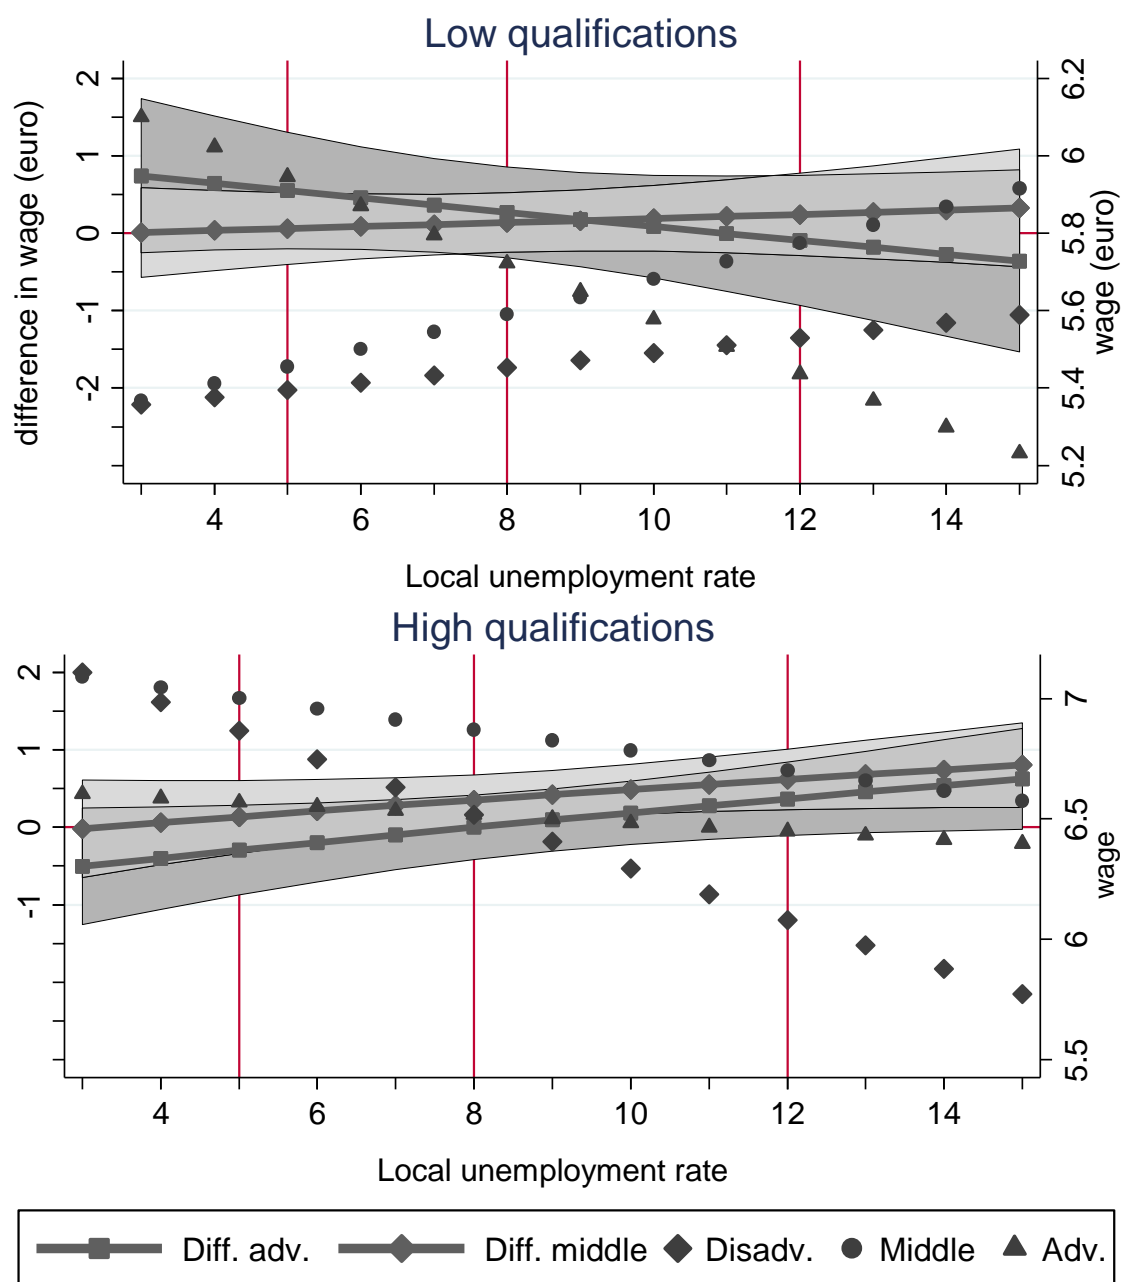 Low qualifications
difference in wage (euro)
2
1
0
-1
-2
6.2
6
5.8
5.6
5.4
5.2
wage (euro)
4 6 8 10 12 14
Local unemployment rate
High qualifications
2
1
0
-1
7
6.5
6
5.5
wage
4 6 8 10 12 14
Local unemployment rate
Diff. adv. Diff. middle Disadv. Middle Adv.